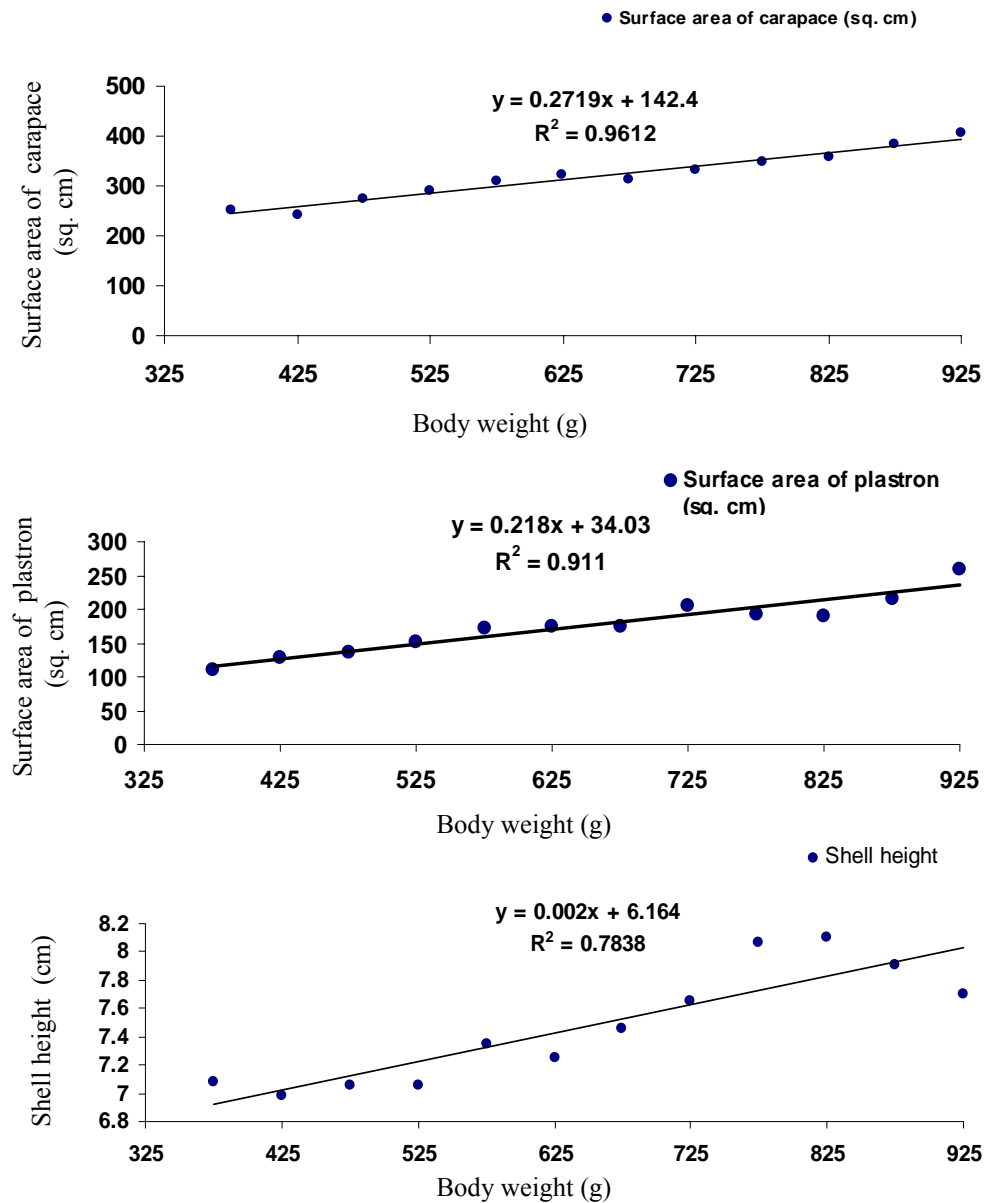 Surface area of carapace (sq. cm)
y = 0.2719x + 142.4
R² = 0.9612
Surface area of carapace
(sq. cm)
500
400
300
200
100
0
325 425 525 625 725 825 925
Body weight (g)
Surface area of plastron
(sq. cm)
y = 0.218x + 34.03
R² = 0.911
Surface area of plastron
(sq. cm)
300
250
200
150
100
50
0
325 425 525 625 725 825 925
Body weight (g)
Shell height
y = 0.002x + 6.164
R² = 0.7838
Shell height (cm)
8.2
8
7.8
7.6
7.4
7.2
7
6.8
325 425 525 625 725 825 925
Body weight (g)